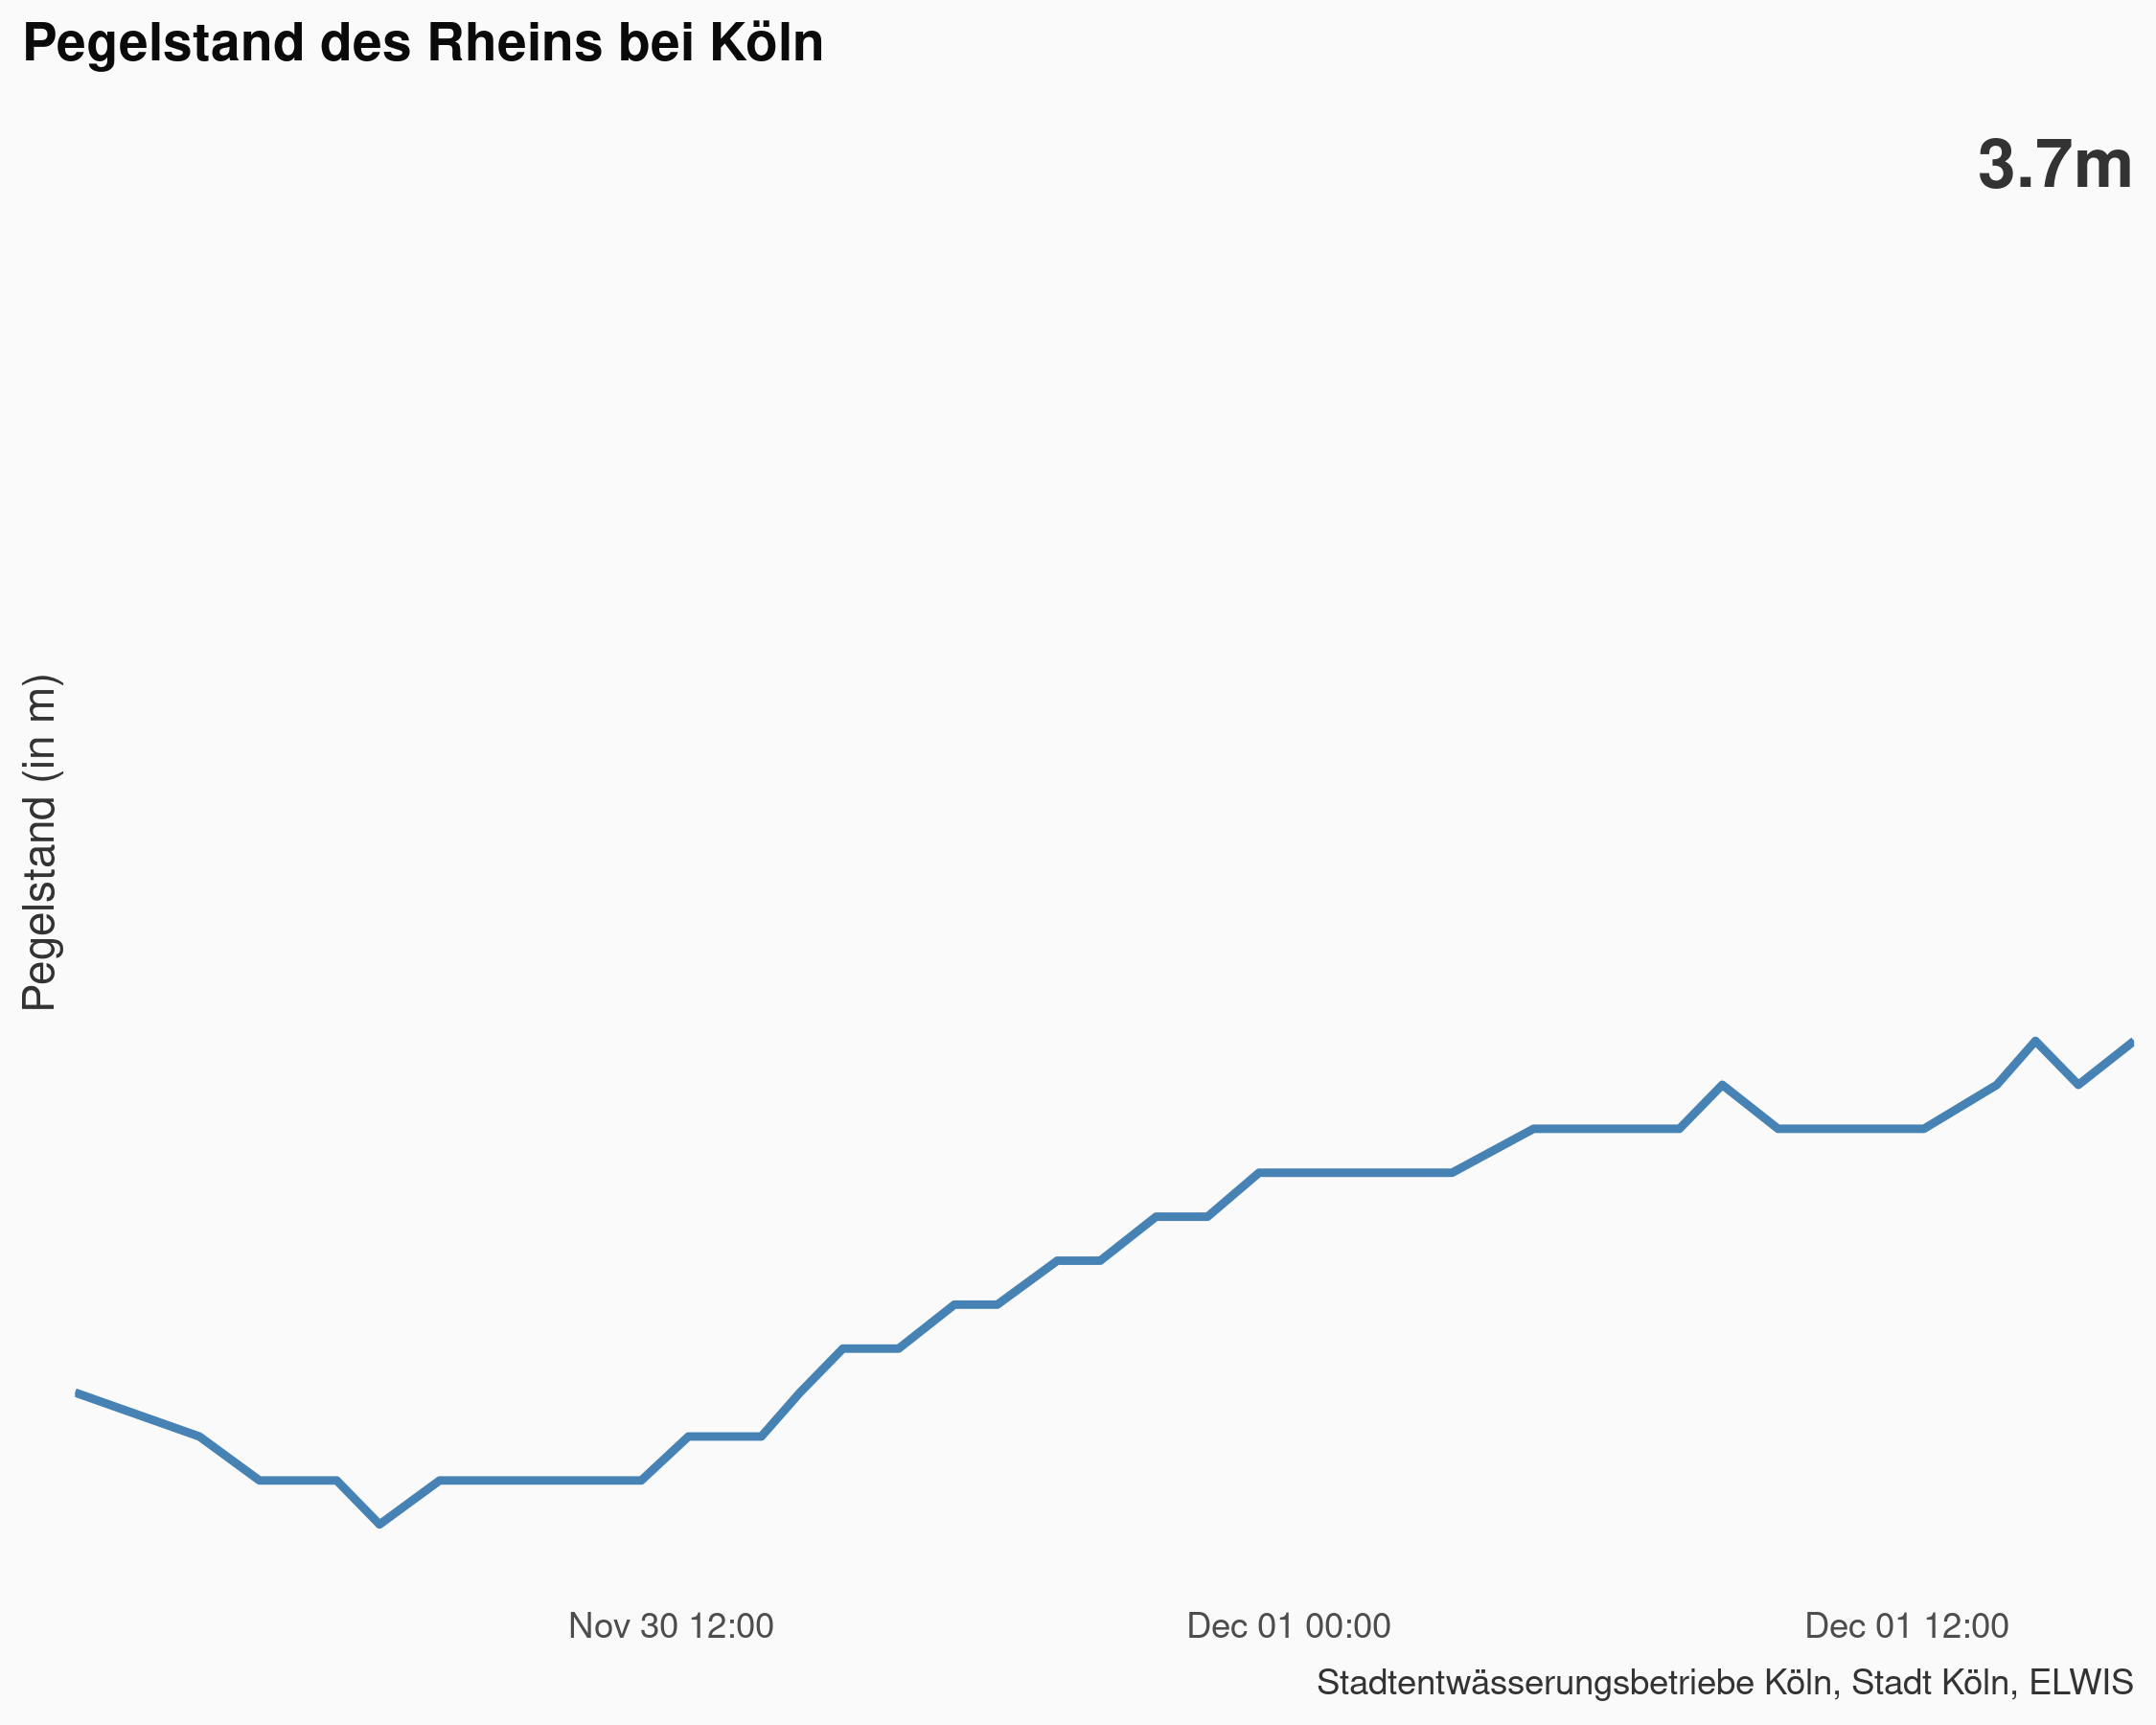 Pegelstand des Rheins bei Köln
3.7m
Pegelstand (in m)
Nov 30 12:00
Dec 01 00:00
Dec 01 12:00
Stadtentwässerungsbetriebe Köln, Stadt Köln, ELWIS